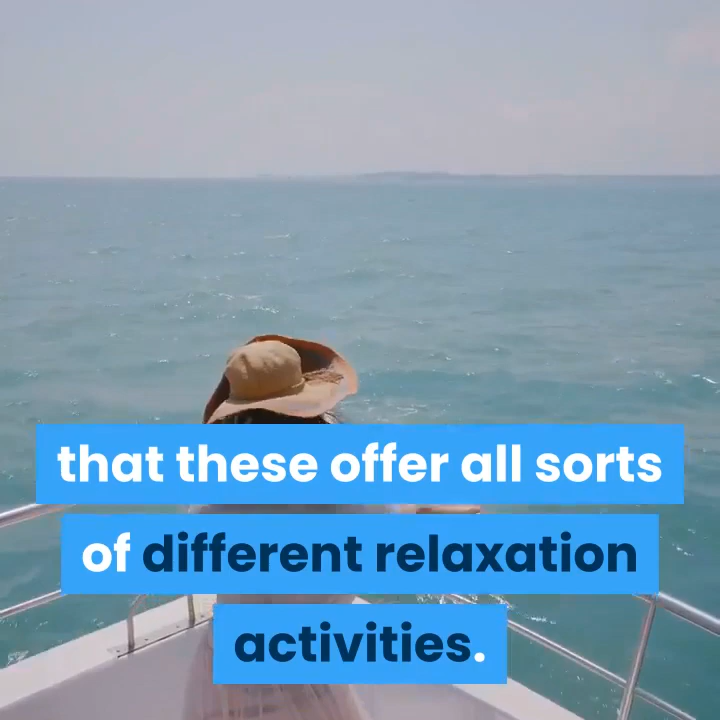 that these offer all sorts
of different relaxation
activities.